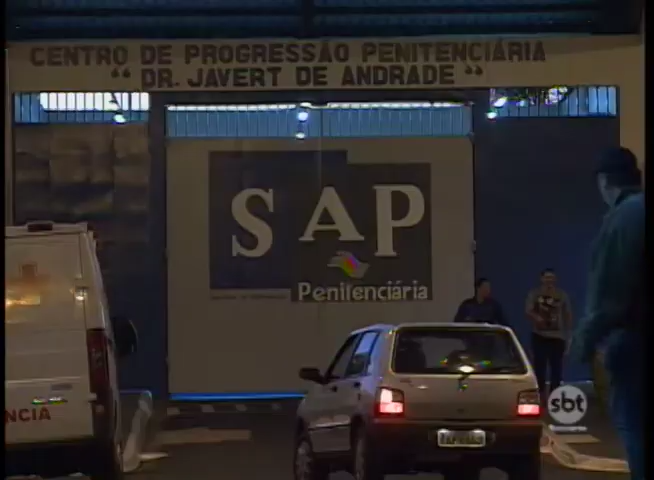 CENTRO DE PROGRESSÃO PENITENCIÁRIA
“ DR. JAVERT DE ANDRADE ”
SAP
Penitenciária
NCIA
sbt